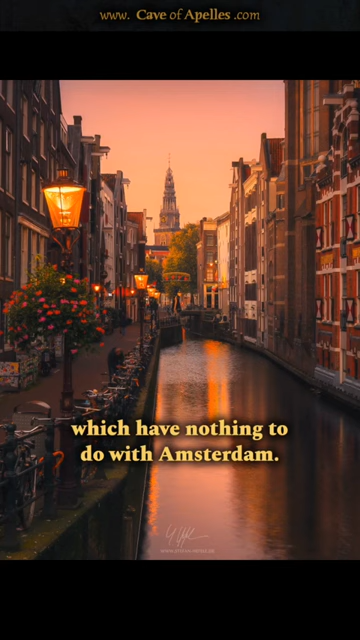 www. Cave of Apelles .com
which have nothing to
do with Amsterdam.